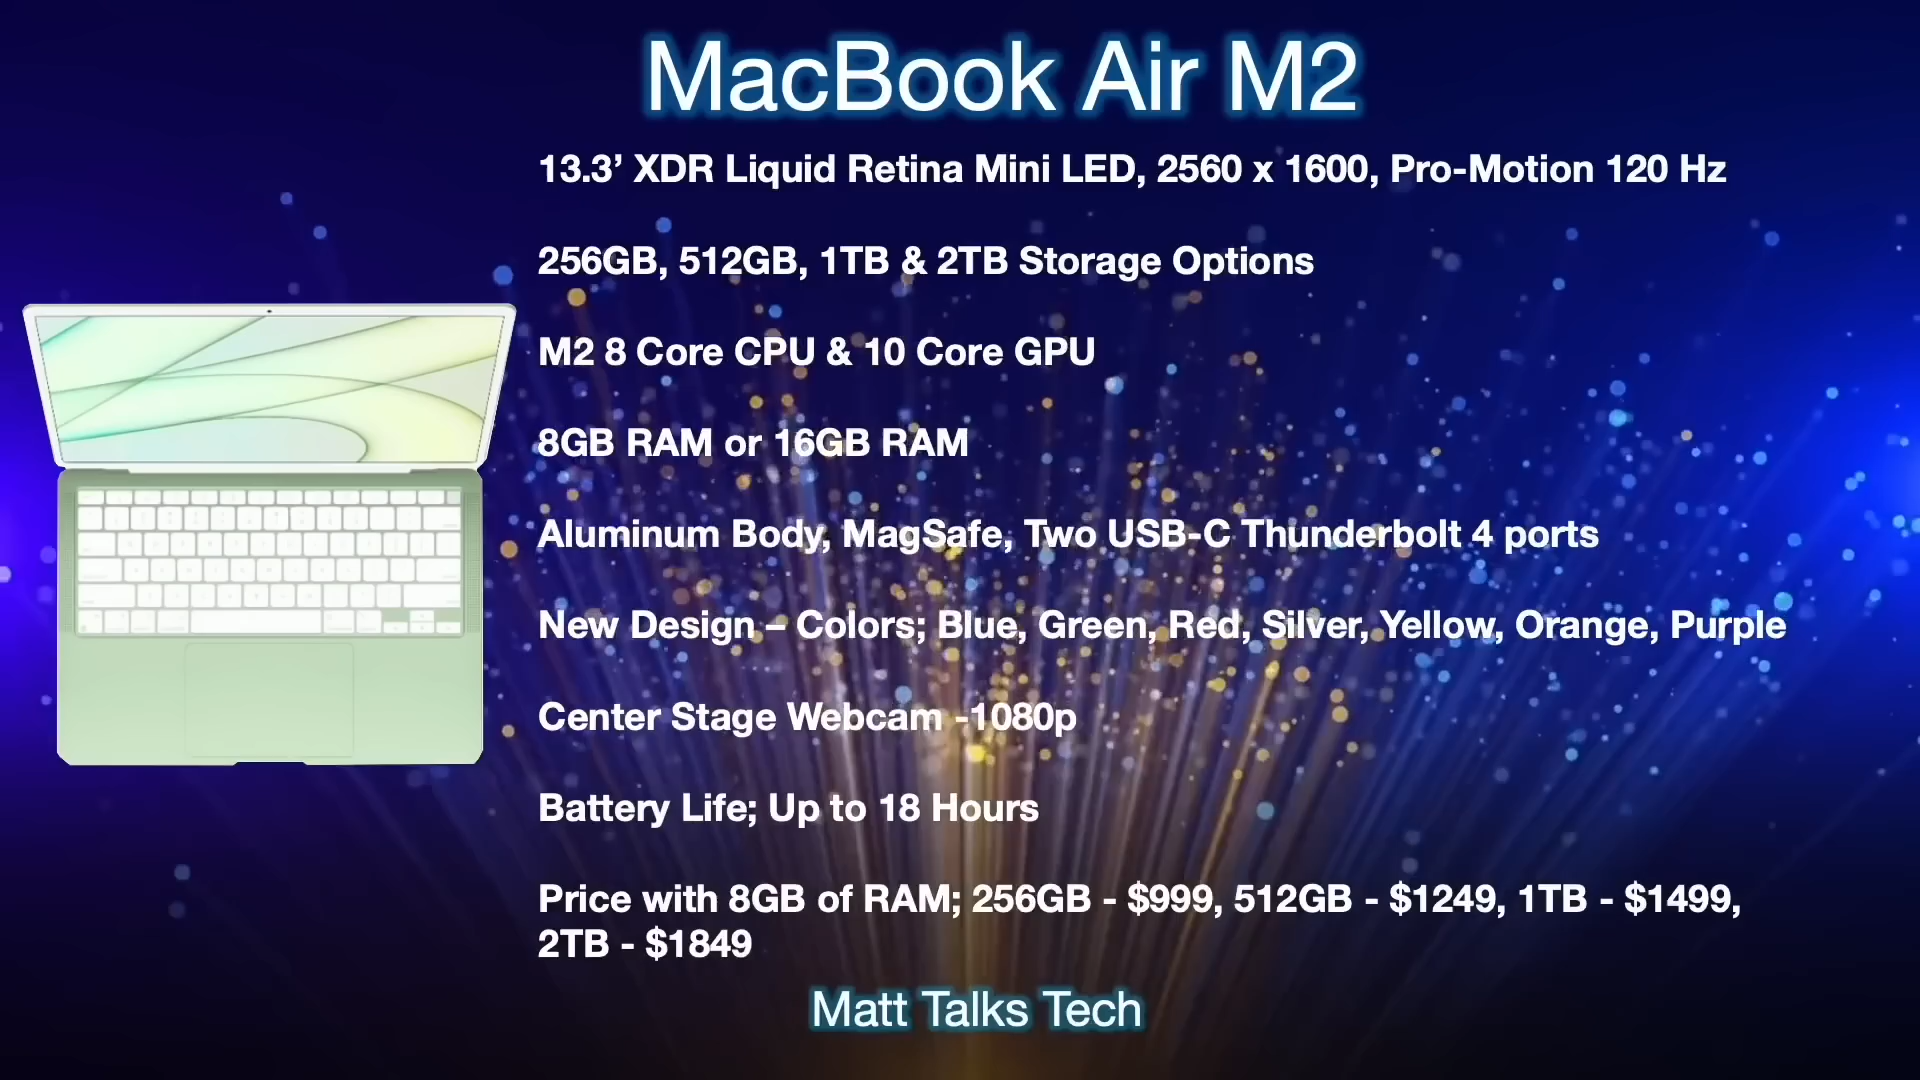 MacBook Air M2
13.3’ XDR Liquid Retina Mini LED, 2560 x 1600, Pro-Motion 120 Hz
256GB, 512GB, 1TB & 2TB Storage Options
M2 8 Core CPU & 10 Core GPU
8GB RAM or 16GB RAM
Aluminum Body, MagSafe, Two USB-C Thunderbolt 4 ports
New Design – Colors; Blue, Green, Red, Silver, Yellow, Orange, Purple
Center Stage Webcam -1080p
Battery Life; Up to 18 Hours
Price with 8GB of RAM; 256GB - $999, 512GB - $1249, 1TB - $1499,
2TB - $1849
Matt Talks Tech